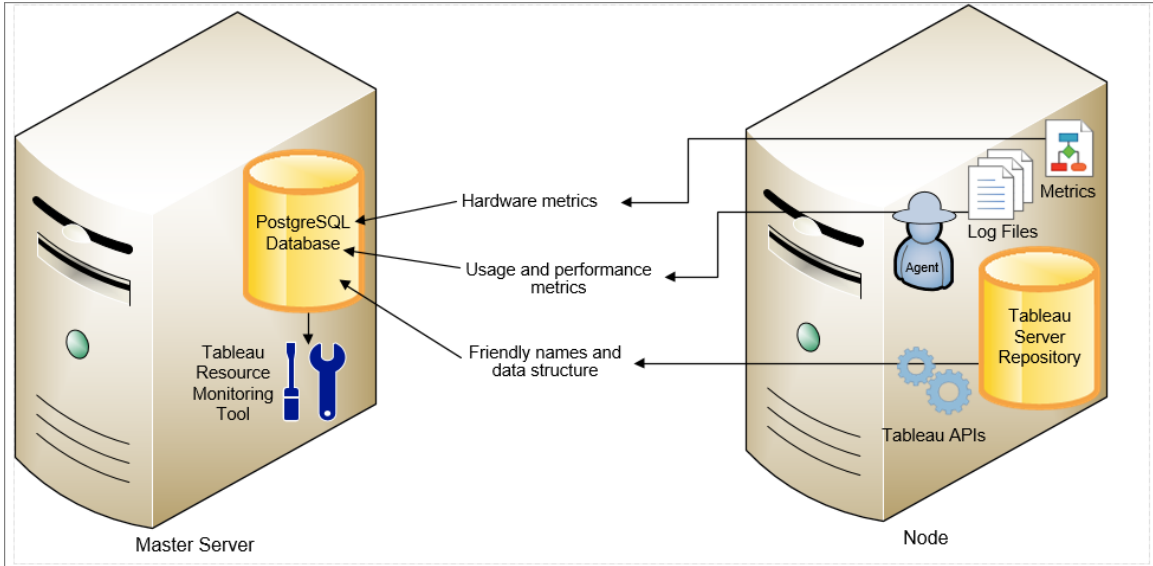 PostgreSQL
Database
Tableau
Resource
Monitoring
Tool
Master Server
Hardware metrics
Usage and performance
metrics
Friendly names and
data structure
Metrics
Log Files
Agent
Tableau
Server
Repository
Tableau APIs
Node